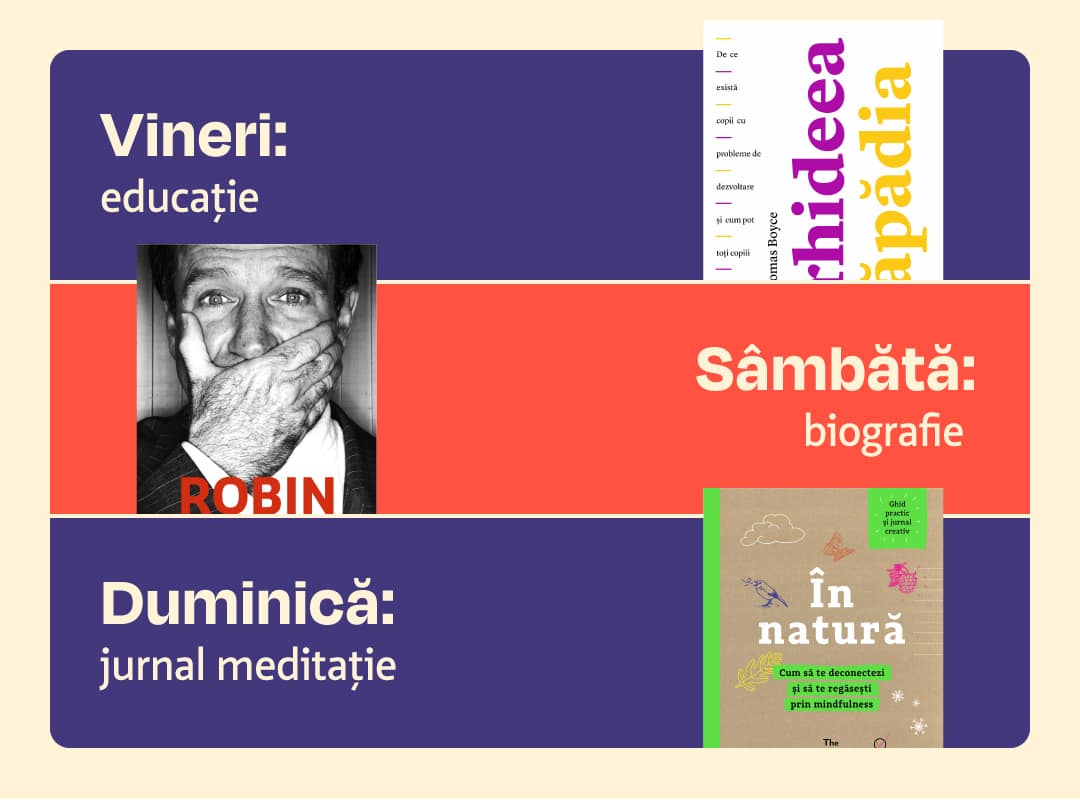 Vineri:
educație
De ce
există
copii cu
probleme de
dezvoltare
și cum pot
toți copiii
omas Boyce
rhideea
ăpădia
ROBIN
Sâmbătă:
biografie
Duminică:
jurnal meditație
Ghid
practic
și jurnal
creativ
În
natură
Cum să te deconectezi
și să te regăsești
prin mindfulness
The